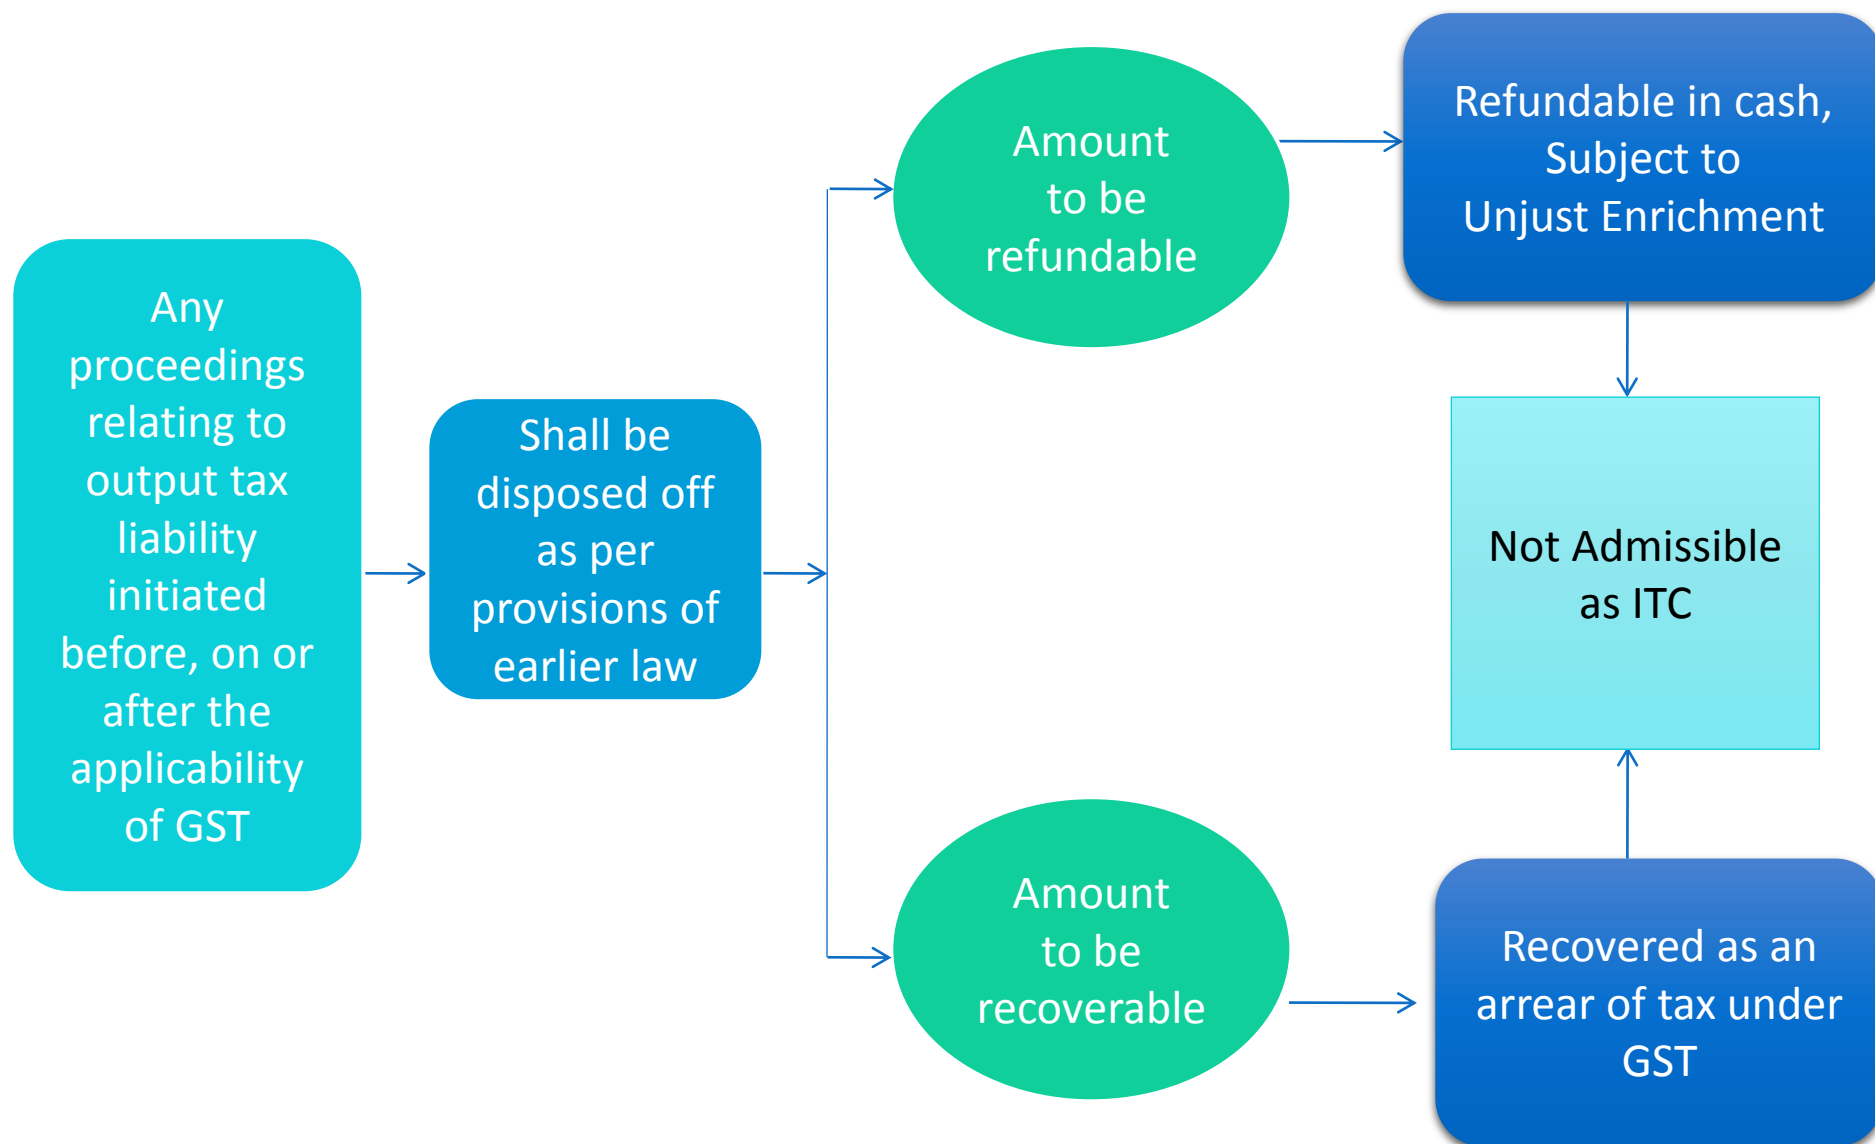 Any
proceedings
relating to
output tax
liability
initiated
before, on or
after the
applicability
of GST
Shall be
disposed off
as per
provisions of
earlier law
Amount
to be
refundable
Refundable in cash,
Subject to
Unjust Enrichment
Not Admissible
as ITC
Amount
to be
recoverable
Recovered as an
arrear of tax under
GST